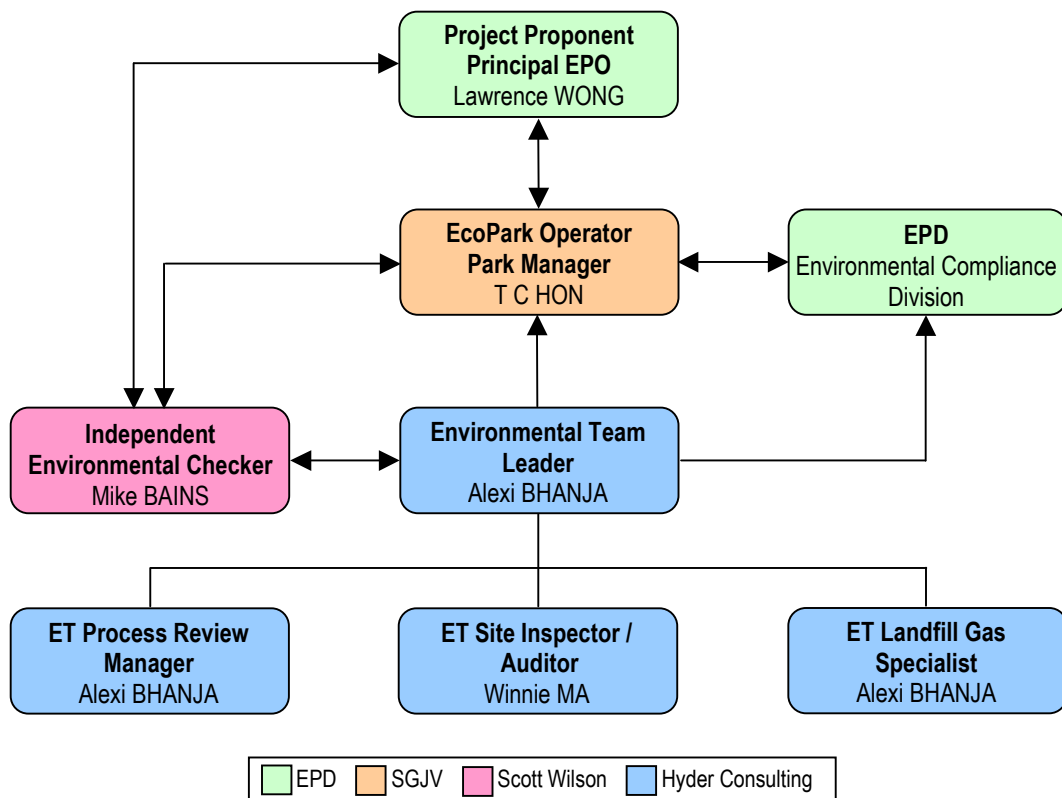 Project Proponent
Principal EPO
Lawrence WONG
EcoPark Operator
Park Manager
T C HON
EPD
Environmental Compliance
Division
Independent
Environmental Checker
Mike BAINS
Environmental Team
Leader
Alexi BHANJA
ET Process Review
Manager
Alexi BHANJA
ET Site Inspector /
Auditor
Winnie MA
ET Landfill Gas
Specialist
Alexi BHANJA
EPD SGJV Scott Wilson Hyder Consulting